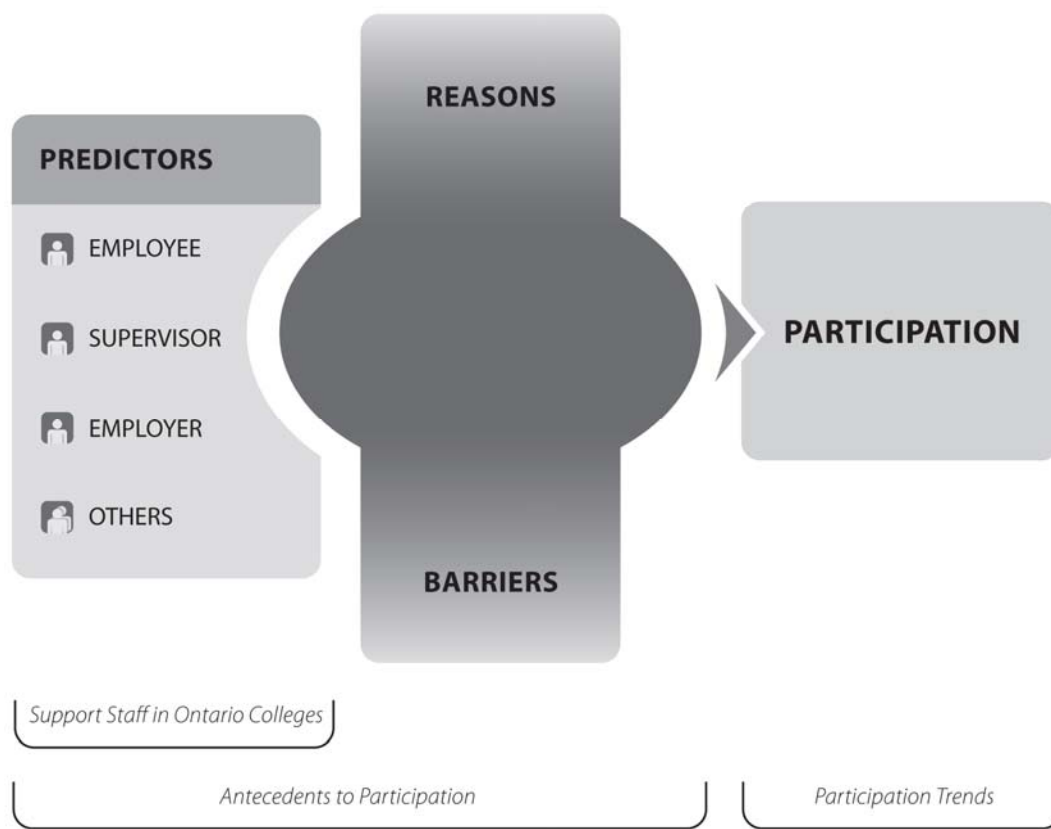 REASONS
PREDICTORS
EMPLOYEE
SUPERVISOR
EMPLOYER
OTHERS
PARTICIPATION
BARRIERS
Support Staff in Ontario Colleges
Antecedents to Participation
Participation Trends